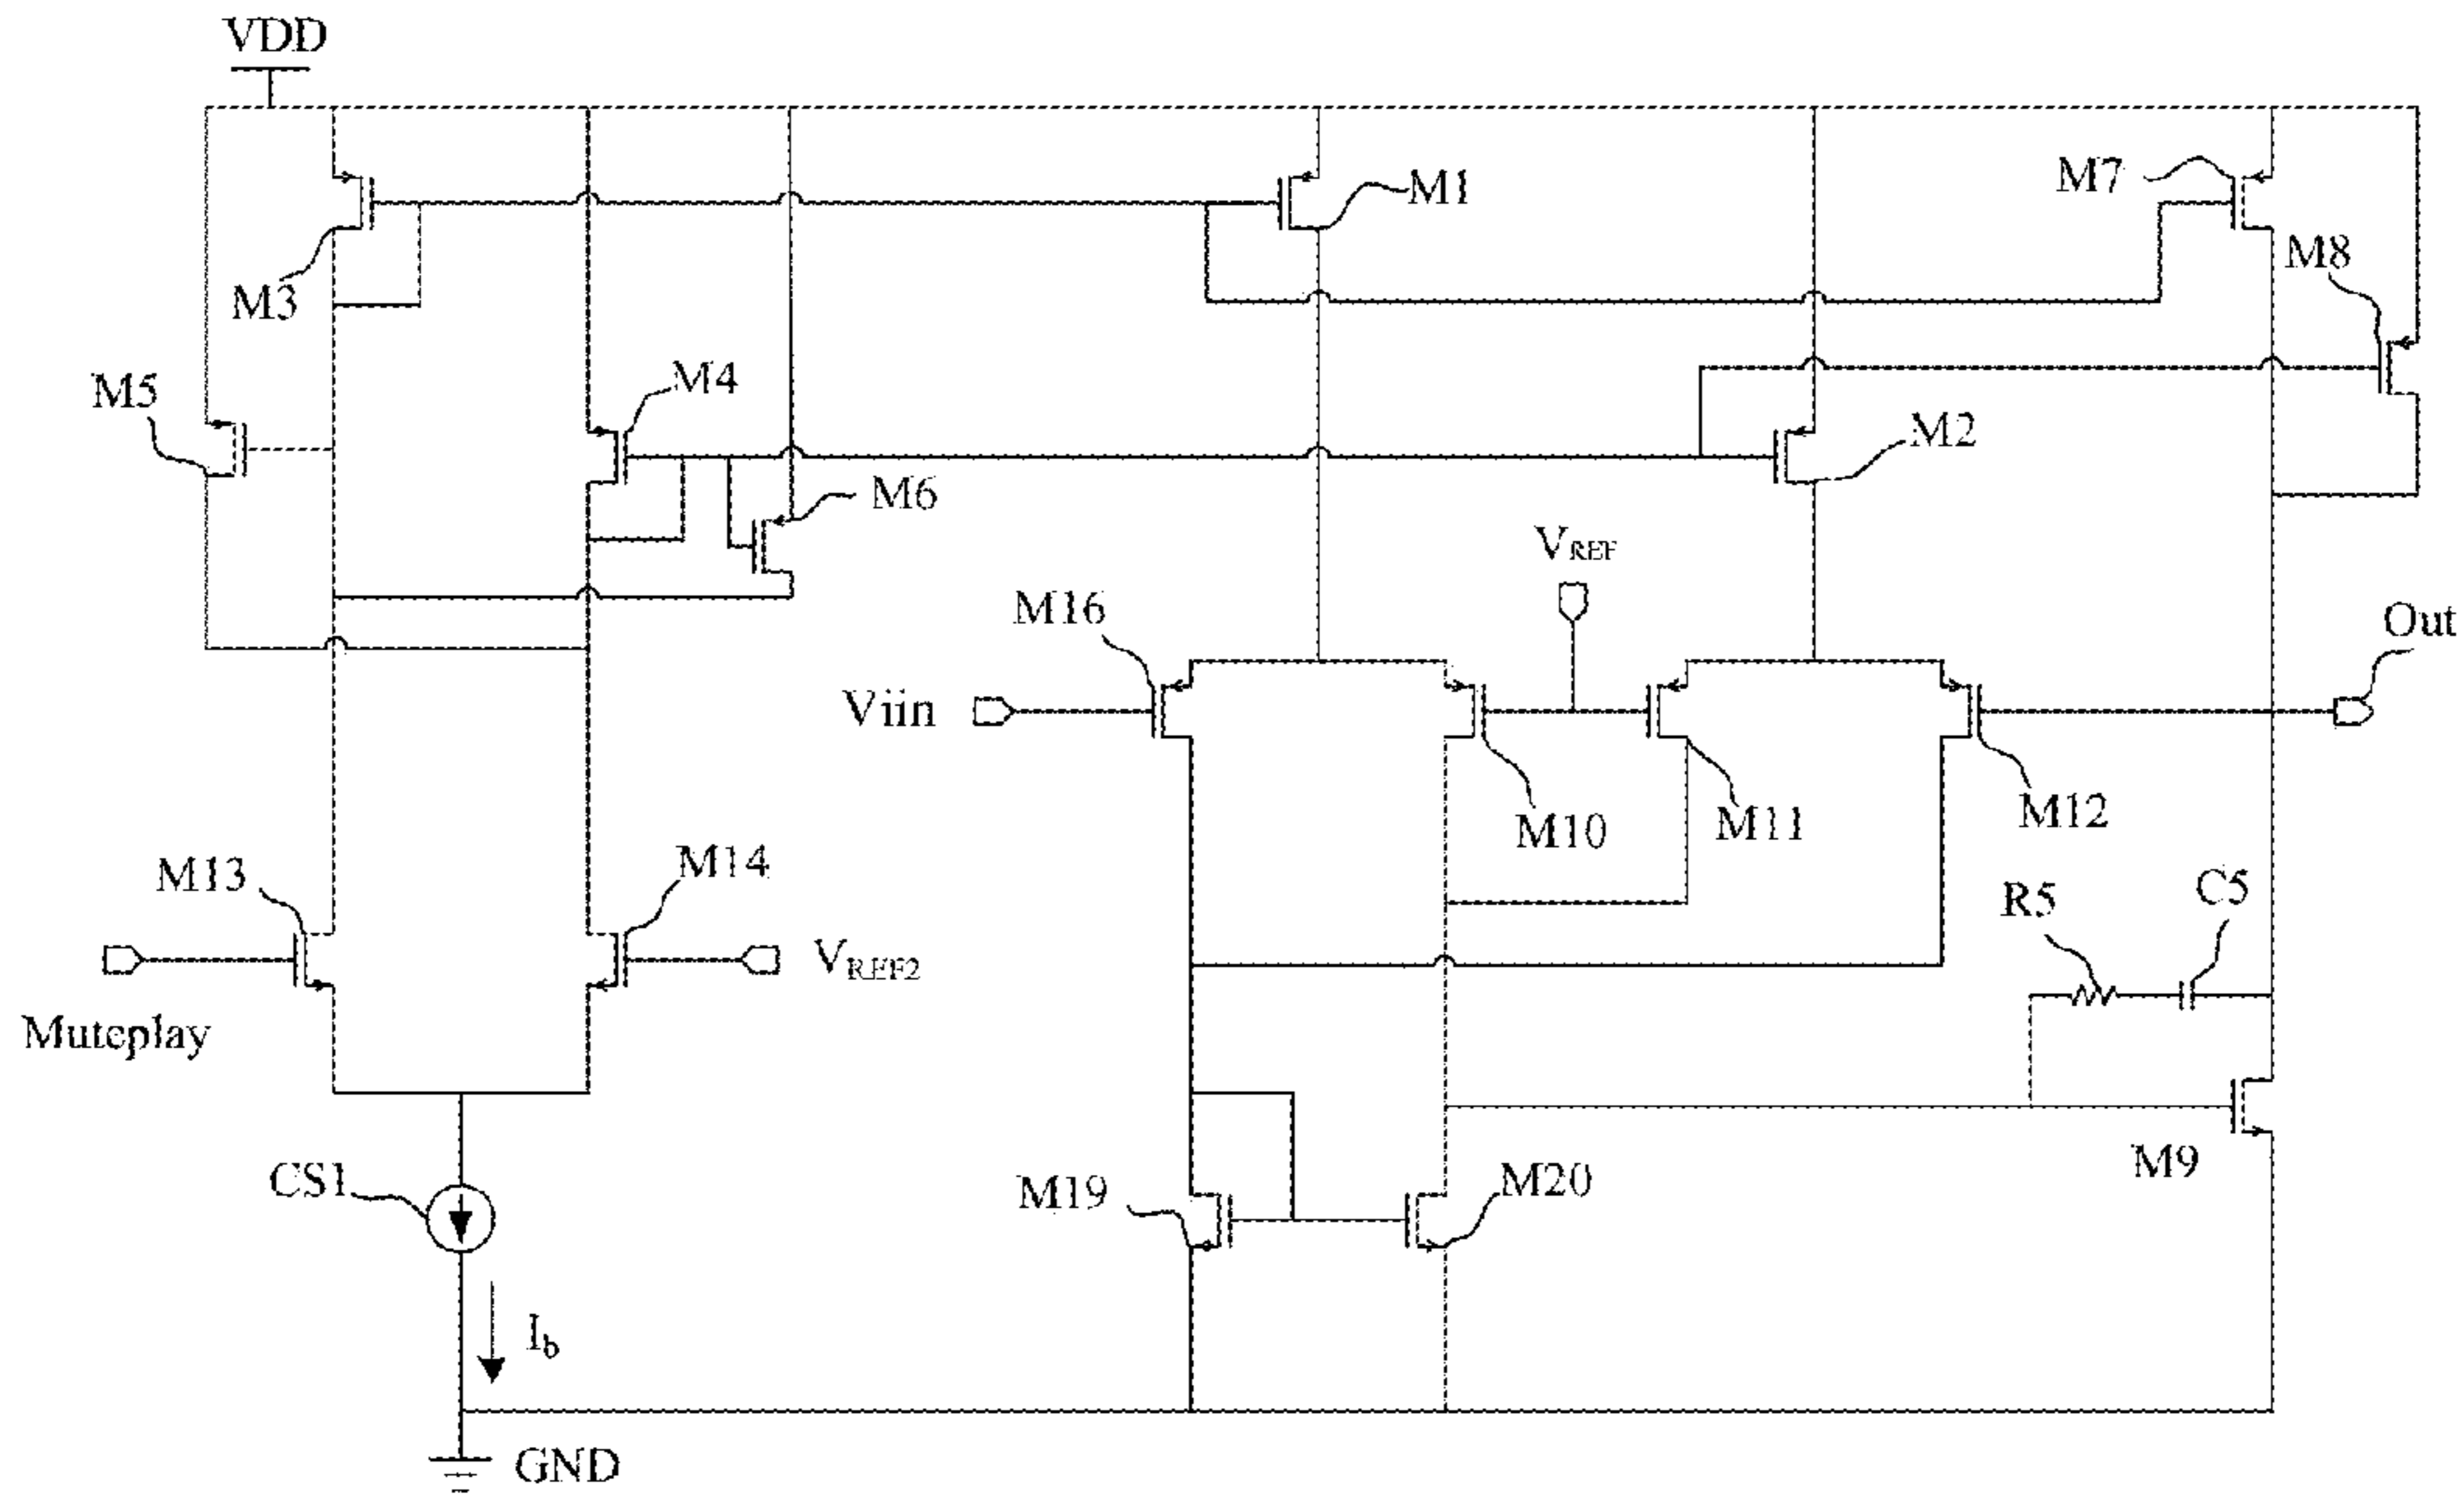 VDD
M1
M7
M8
M3
M4
M5
M2
M6
VREF
M16
Out
Viin
M10
M11
M12
M13
M14
R5
C5
VREF2
Muteplay
CS1
M19
M20
M9
Ib
GND